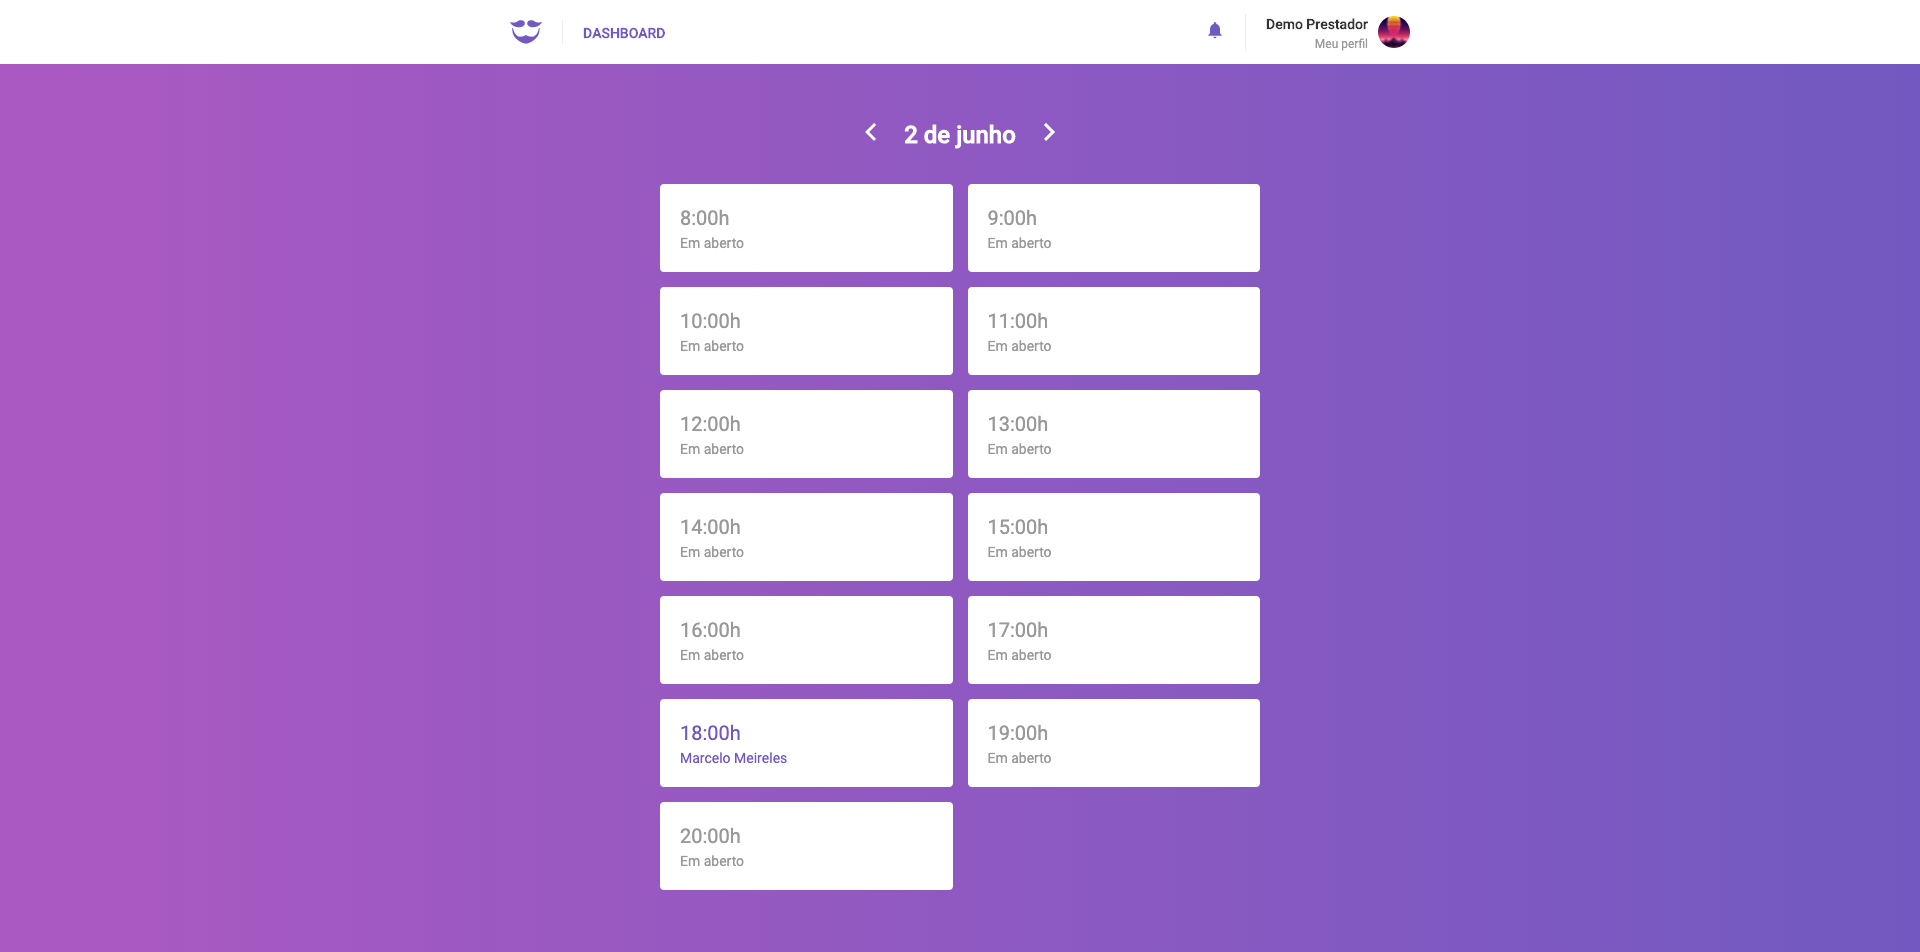 DASHBOARD
Demo Prestador
Meu perfil
2 de junho
8:00h
Em aberto
9:00h
Em aberto
10:00h
Em aberto
11:00h
Em aberto
12:00h
Em aberto
13:00h
Em aberto
14:00h
Em aberto
15:00h
Em aberto
16:00h
Em aberto
17:00h
Em aberto
18:00h
Marcelo Meireles
19:00h
Em aberto
20:00h
Em aberto